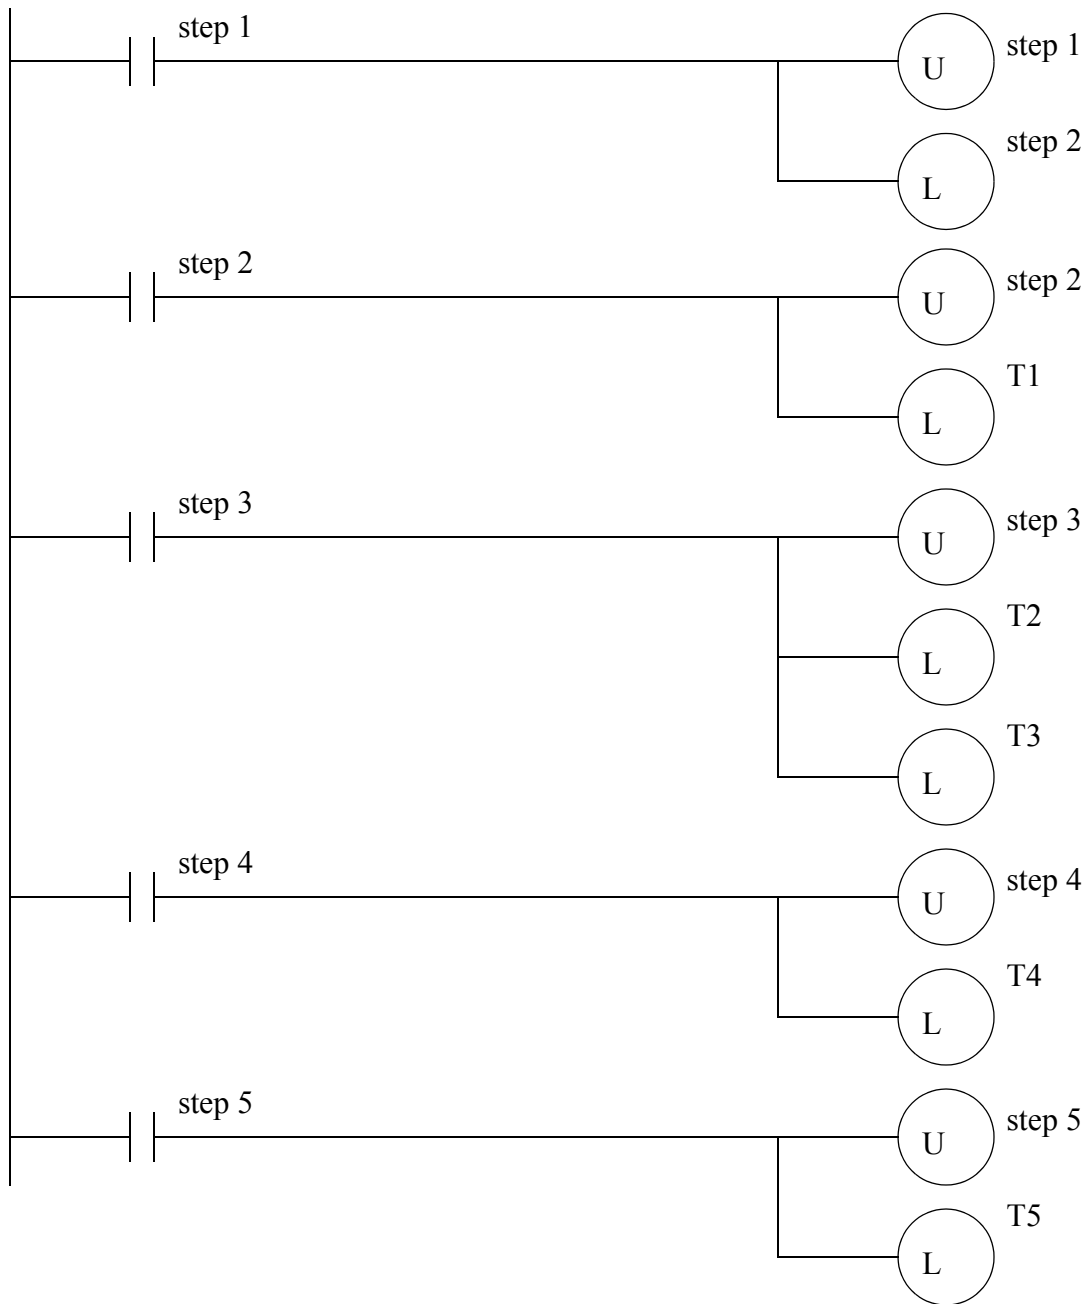 step 1
U step 1
L step 2
step 2
U step 2
L T1
step 3
U step 3
L T2
L T3
step 4
U step 4
L T4
step 5
U step 5
L T5